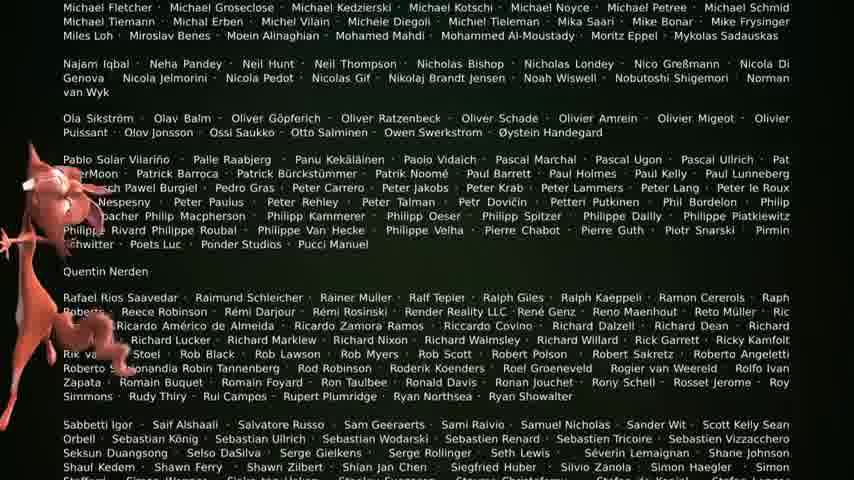 Michael Fletcher · Michael Groseclose · Michael Kedzierski · Michael Kotschi · Michael Noyce · Michael Petree · Michael Schmid
Michael Tiemann · Michal Erben · Michel Vilain · Michele Diegoli · Michiel Tieleman · Mika Saari · Mike Bonar · Mike Frysinger
Miles Loh · Miroslav Benes · Moein Alinaghian · Mohamed Mahdi · Mohammed Al-Moustady · Moritz Eppel · Mykolas Sadauskas
Najam Iqbal · Neha Pandey · Neil Hunt · Neil Thompson · Nicholas Bishop · Nicholas Londey · Nico Greßmann · Nicola Di
Genova · Nicola Jelmorini · Nicola Pedot · Nicolas Gif · Nikolaj Brandt Jensen · Noah Wiswell · Nobutoshi Shigemori · Norman
van Wyk
Ola Sikström · Olav Balm · Oliver Göpferich · Oliver Ratzenbeck · Oliver Schade · Olivier Amrein · Olivier Migeot · Olivier
Puissant · Olov Jonsson · Ossi Saukko · Otto Salminen · Owen Swerkstrom · Øystein Handegard
Pablo Solar Vilariño · Palle Raabjerg · Panu Kekäläinen · Paolo Vidaich · Pascal Marchal · Pascal Ugon · Pascal Ullrich · Pat
Moon · Patrick Barroca · Patrick Bürckstümmer · Patrik Noomé · Paul Barrett · Paul Holmes · Paul Kelly · Paul Lunneberg
Pawel Burgiel · Pedro Gras · Peter Carrero · Peter Jakobs · Peter Krab · Peter Lammers · Peter Lang · Peter le Roux
Nespesny · Peter Paulus · Peter Rehley · Peter Talman · Petr Dovičín · Petteri Putkinen · Phil Bordelon · Philip
Philip Macpherson · Philipp Kammerer · Philipp Oeser · Philipp Spitzer · Philippe Dailly · Philippe Piatkiewitz
Philippe Rivard Philippe Roubal · Philippe Van Hecke · Philippe Velha · Pierre Chabot · Pierre Guth · Piotr Snarski · Pirmin
Poets Luc · Ponder Studios · Pucci Manuel
Quentin Nerden
Rafael Rios Saavedar · Raimund Schleicher · Rainer Müller · Ralf Tepler · Ralph Giles · Ralph Kaeppeli · Ramon Cererols · Raph
Roberts · Reece Robinson · Rémi Darjour · Rémi Rosinski · Render Reality LLC ·René Genz · Reno Maenhout · Reto Müller · Ric
Ricardo Américo de Almeida · Ricardo Zamora Ramos · Riccardo Covino · Richard Dalzell · Richard Dean · Richard
Richard Lucker · Richard Marklew · Richard Nixon · Richard Walmsley · Richard Willard · Rick Garrett · Ricky Kamfolt
Rik Stoel · Rob Black · Rob Lawson · Rob Myers · Rob Scott · Robert Polson · Robert Sakretz · Roberto Angeletti
Roberto Robin Tannenberg · Rod Robinson · Roderik Koenders · Roel Groeneveld · Rogier van Weereld · Rolfo Ivan
Zapata · Romain Buquet · Romain Foyard · Ron Taulbee · Ronald Davis · Ronan Jouchet · Rony Schell · Rosset Jerome · Roy
Simmons · Rudy Thiry · Rui Campos · Rupert Plumridge · Ryan Northsea · Ryan Showalter
Sabbetti Igor · Saif Alshaali · Salvatore Russo · Sam Geeraerts · Sami Raivio · Samuel Nicholas · Sander Wit · Scott Kelly Sean
Orbell · Sebastian König · Sebastian Ullrich · Sebastian Wodarski · Sebastien Renard · Sebastien Tricoire · Sebastien Vizzacchero
Seksun Duangsong · Selso DaSilva · Serge Gielkens · Serge Rollinger · Seth Lewis · Séverin Lemaignan · Shane Johnson
Shaul Kedem · Shawn Ferry · Shawn Zilbert · Shian Jan Chen · Siegfried Huber · Silvio Zanola · Simon Haegler · Simon